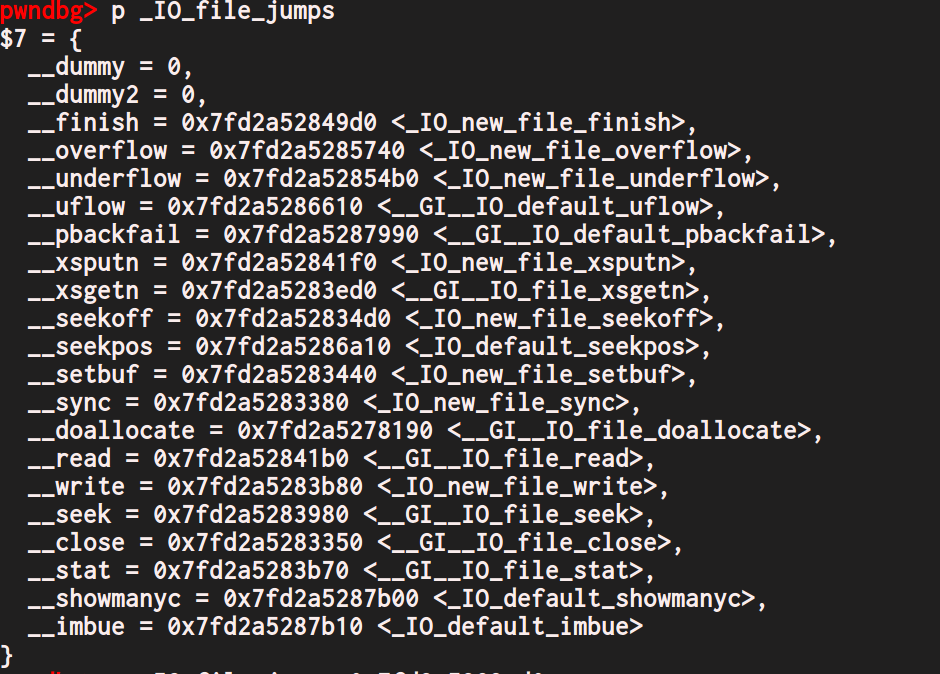 pwndbg> p _IO_file_jumps
$7 = {
  __dummy = 0,
  __dummy2 = 0,
  __finish = 0x7fd2a52849d0 <_IO_new_file_finish>,
  __overflow = 0x7fd2a5285740 <_IO_new_file_overflow>,
  __underflow = 0x7fd2a52854b0 <_IO_new_file_underflow>,
  __uflow = 0x7fd2a5286610 <__GI__IO_default_uflow>,
  __pbackfail = 0x7fd2a5287990 <__GI__IO_default_pbackfail>,
  __xsputn = 0x7fd2a52841f0 <_IO_new_file_xsputn>,
  __xsgetn = 0x7fd2a5283ed0 <__GI__IO_file_xsgetn>,
  __seekoff = 0x7fd2a52834d0 <_IO_new_file_seekoff>,
  __seekpos = 0x7fd2a5286a10 <_IO_default_seekpos>,
  __setbuf = 0x7fd2a5283440 <_IO_new_file_setbuf>,
  __sync = 0x7fd2a5283380 <_IO_new_file_sync>,
  __doallocate = 0x7fd2a5278190 <__GI__IO_file_doallocate>,
  __read = 0x7fd2a52841b0 <__GI__IO_file_read>,
  __write = 0x7fd2a5283b80 <_IO_new_file_write>,
  __seek = 0x7fd2a5283980 <__GI__IO_file_seek>,
  __close = 0x7fd2a5283350 <__GI__IO_file_close>,
  __stat = 0x7fd2a5283b70 <__GI__IO_file_stat>,
  __showmanyc = 0x7fd2a5287b00 <_IO_default_showmanyc>,
  __imbue = 0x7fd2a5287b10 <_IO_default_imbue>
}